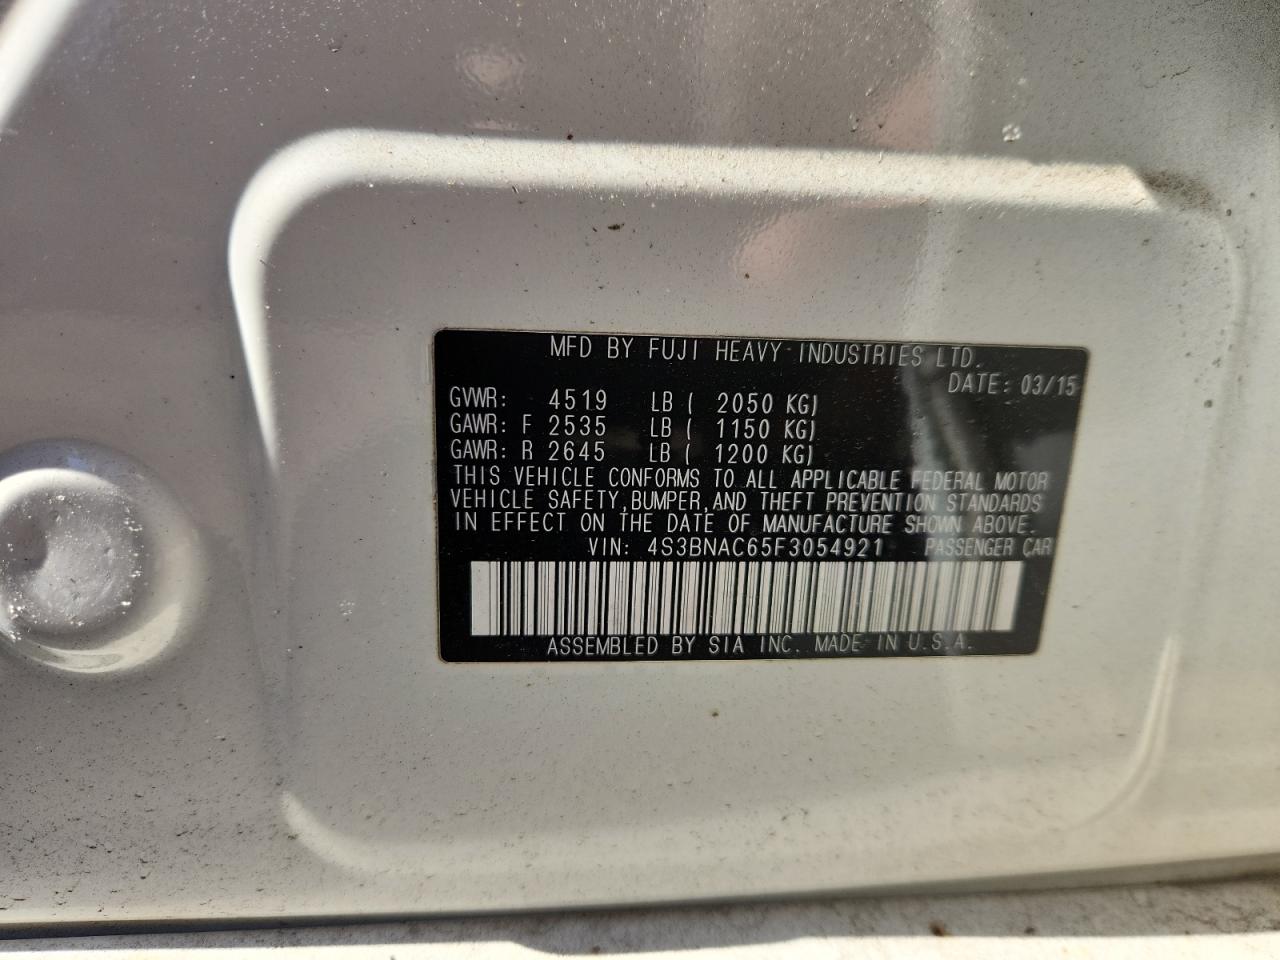 MFD BY FUJI HEAVY INDUSTRIES LTD.
DATE: 03/15
GVWR: 4519 LB ( 2050 KG)
GAWR: F 2535 LB ( 1150 KG)
GAWR: R 2645 LB ( 1200 KG)
THIS VEHICLE CONFORMS TO ALL APPLICABLE FEDERAL MOTOR
VEHICLE SAFETY,BUMPER,AND THEFT PREVENTION STANDARDS
IN EFFECT ON THE DATE OF MANUFACTURE SHOWN ABOVE.
VIN: 4S3BNAC65F3054921 PASSENGER CAR
ASSEMBLED BY SIA INC. MADE IN U.S.A.